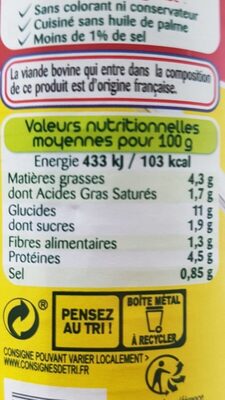 ✓ Sans colorant ni conservateur
✓ Cuisiné sans huile de palme
✓ Moins de 1% de sel
La viande bovine qui entre dans la composition
de ce produit est d'origine française.
Valeurs nutritionnelles
moyennes pour 100 g
Energie 433 kJ / 103 kcal
Matières grasses 4,3 g
dont Acides Gras Saturés 1,7 g
Glucides 11 g
dont sucres 1,9 g
Fibres alimentaires 1,3 g
Protéines 4,5 g
Sel 0,85 g
®
PENSEZ
AU TRI !
BOÎTE MÉTAL
À RECYCLER
CONSIGNE POUVANT VARIER LOCALEMENT >
WWW.CONSIGNESDETRI.FR